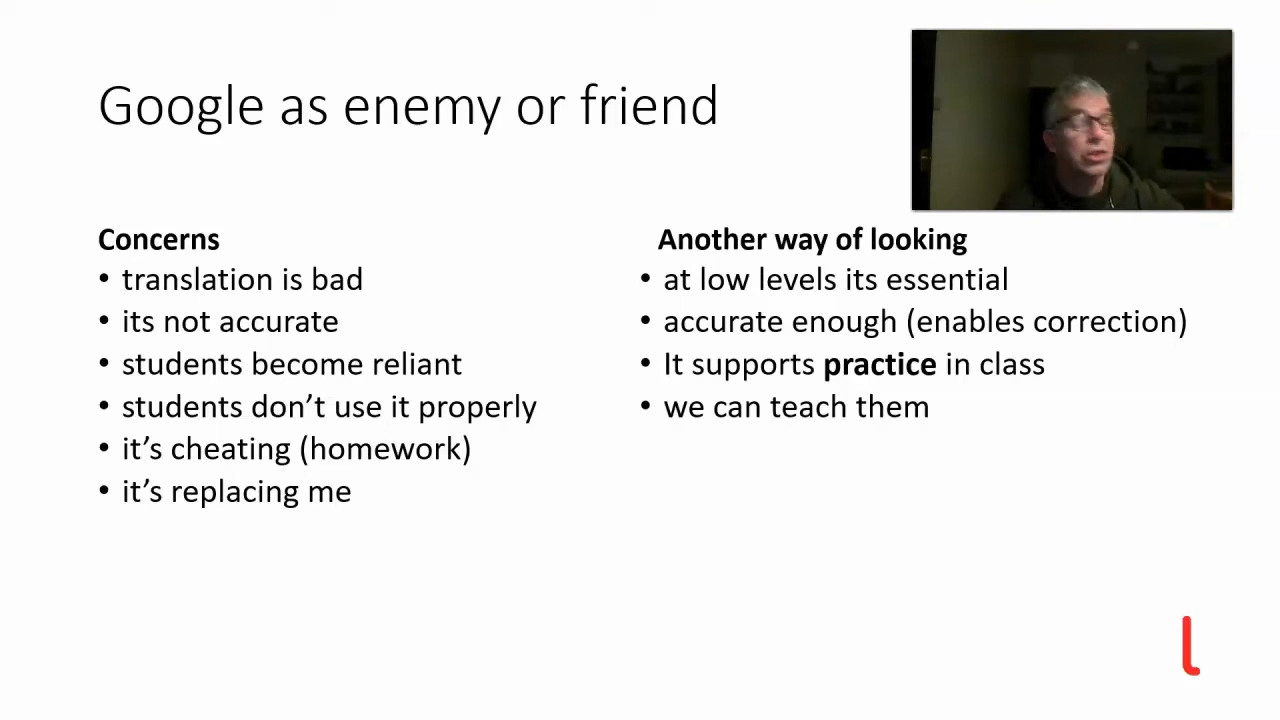 Google as enemy or friend
Concerns
• translation is bad
• its not accurate
• students become reliant
• students don’t use it properly
• it’s cheating (homework)
• it’s replacing me
Another way of looking
• at low levels its essential
• accurate enough (enables correction)
• It supports practice in class
• we can teach them